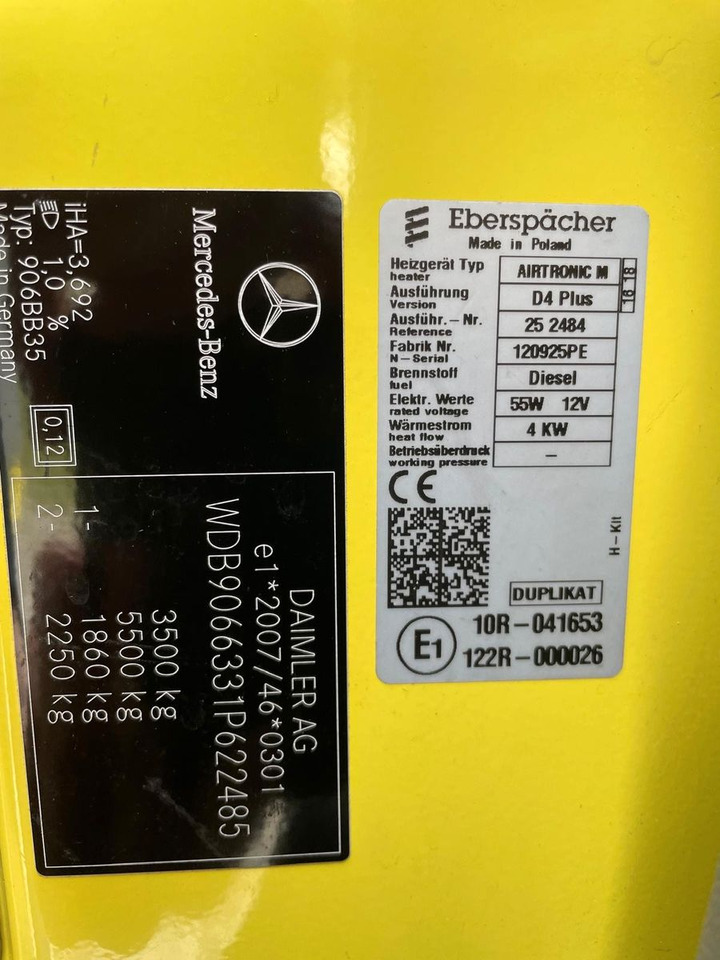 Mercedes-Benz
DAIMLER AG
e1*2007/46*0301
WDB9066331P622485
3500 kg
5500 kg
1- 1860 kg
2- 2250 kg
0,12
iHA=3,692
1,0 %
Typ: 906BB35
Made in Germany
Eberspächer
Made in Poland
Heizgerät Typ AIRTRONIC M
heater
Ausführung D4 Plus
Version
Ausführ.-Nr. 25 2484
Reference
Fabrik Nr. 120925PE
N-Serial
Brennstoff Diesel
fuel
Elektr. Werte 55W 12V
rated voltage
Wärmestrom 4 KW
heat flow
Betriebsüberdruck –
working pressure
16 18
CE
H-Kit
DUPLIKAT
E1
10R-041653
122R-000026